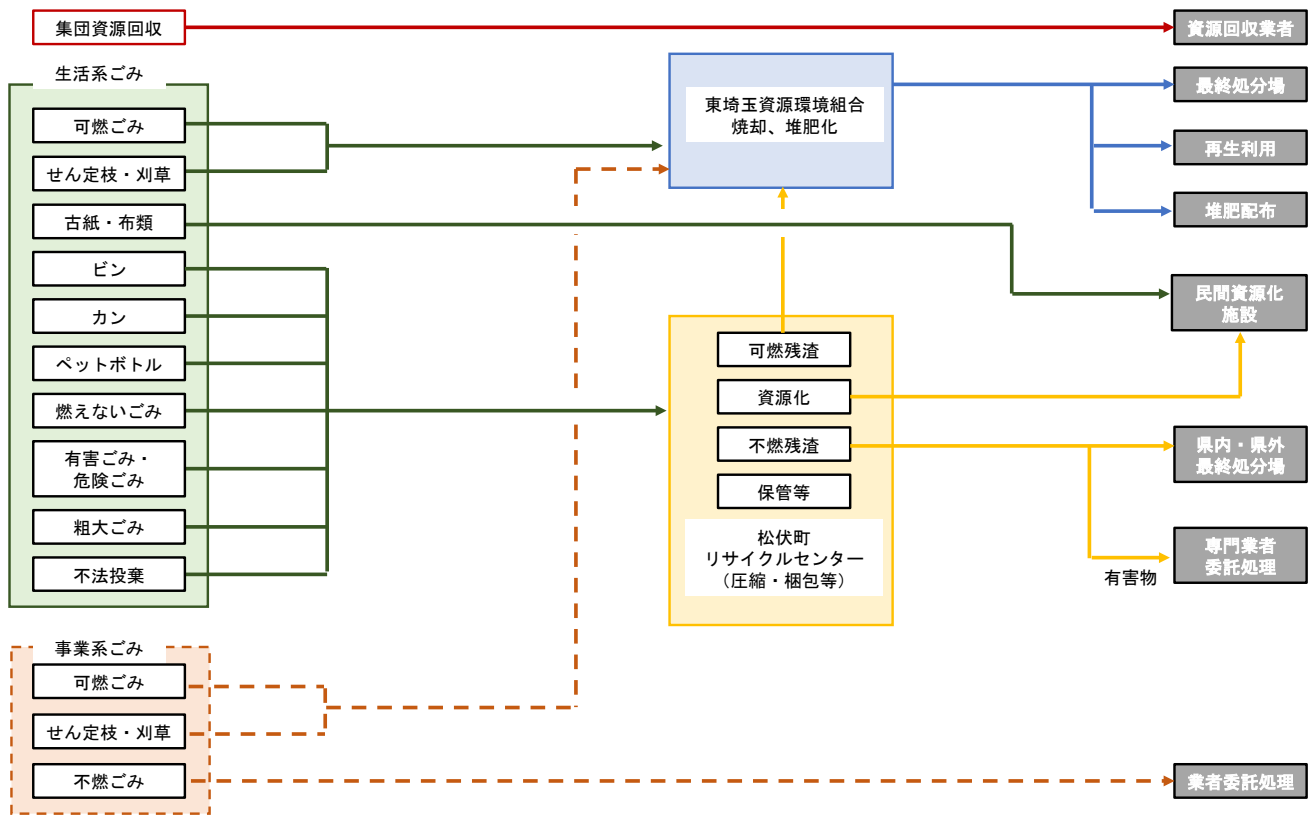 集団資源回収
資源回収業者
生活系ごみ
可燃ごみ
せん定枝・刈草
古紙・布類
ビン
カン
ペットボトル
燃えないごみ
有害ごみ・
危険ごみ
粗大ごみ
不法投棄
東埼玉資源環境組合
焼却、堆肥化
最終処分場
再生利用
堆肥配布
民間資源化
施設
可燃残渣
資源化
不燃残渣
保管等
松伏町
リサイクルセンター
（圧縮・梱包等）
県内・県外
最終処分場
専門業者
委託処理
有害物
事業系ごみ
可燃ごみ
せん定枝・刈草
不燃ごみ
業者委託処理